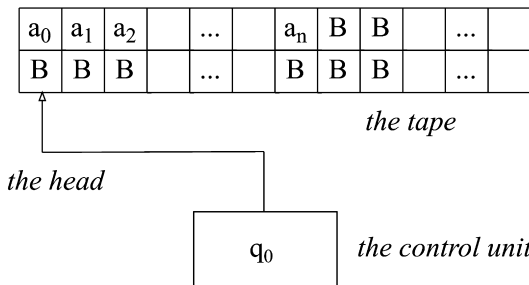 a₀ a₁ a₂ ... aₙ B B ...
B B B ... B B B ...
the tape
the head
q₀ the control unit